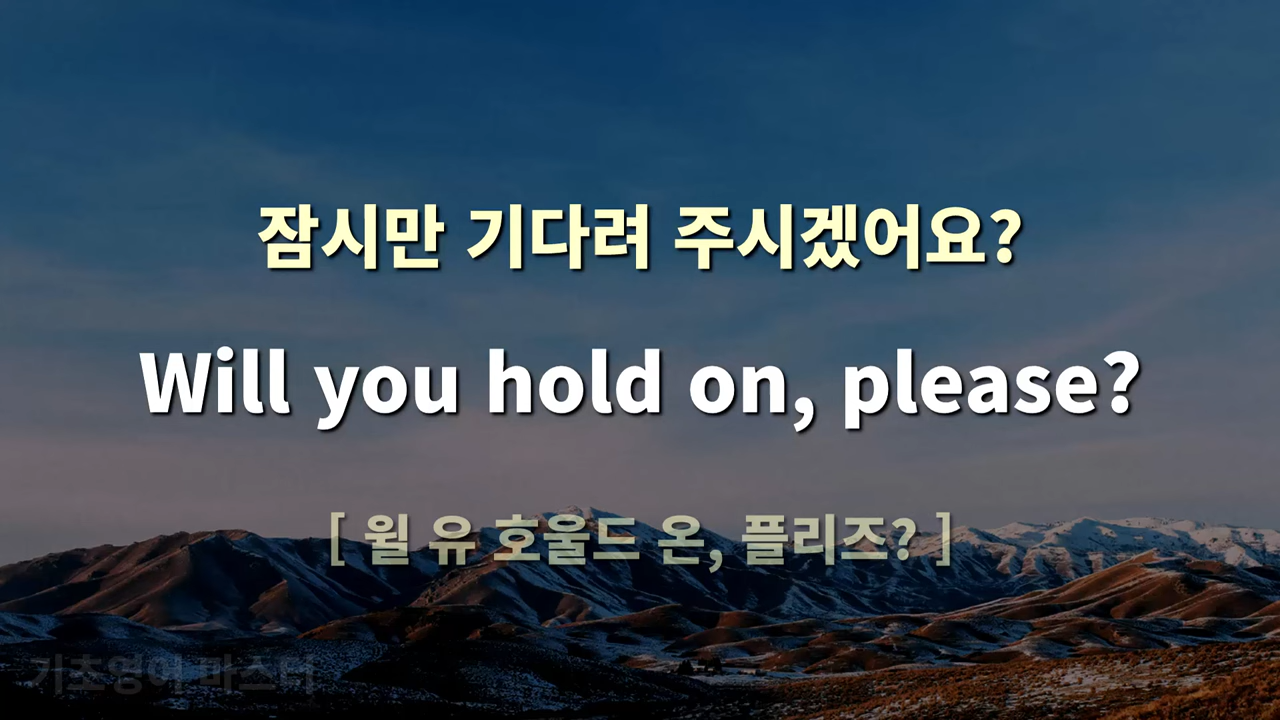 잠시만 기다려 주시겠어요?
Will you hold on, please?
[ 윌 유 호울드 온, 플리즈? ]
기초영어 마스터